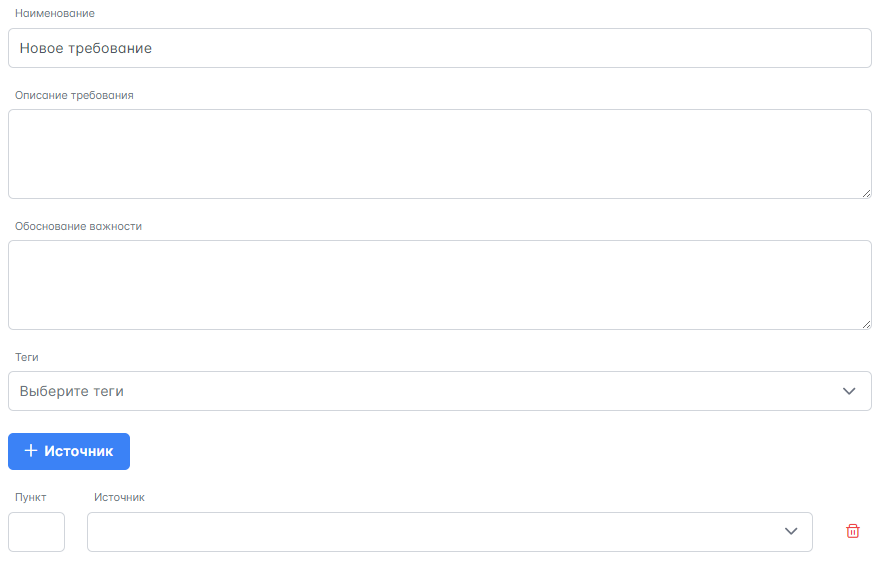 Наименование
Новое требование
Описание требования
Обоснование важности
Теги
Выберите теги
+ Источник
Пункт Источник